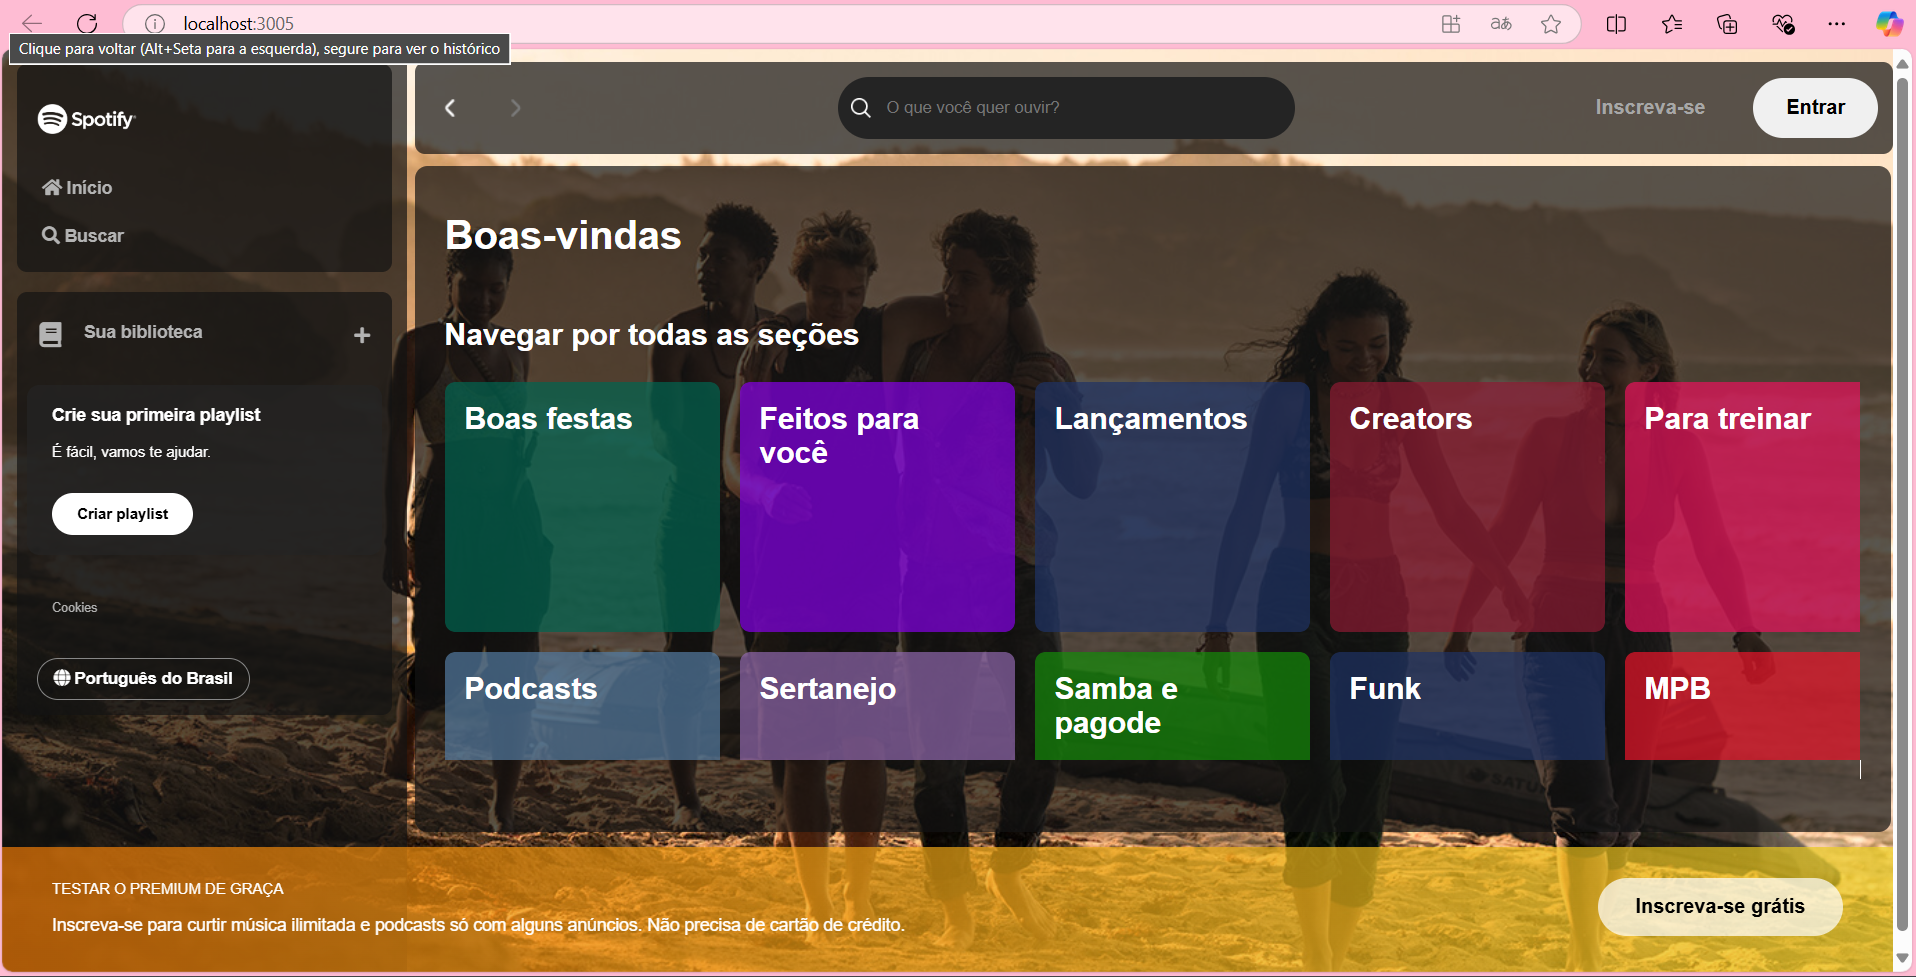 localhost:3005
Clique para voltar (Alt+Seta para a esquerda), segure para ver o histórico
Spotify
Início
Buscar
Sua biblioteca
Crie sua primeira playlist
É fácil, vamos te ajudar.
Criar playlist
Cookies
Português do Brasil
O que você quer ouvir?
Inscreva-se
Entrar
Boas-vindas
Navegar por todas as seções
Boas festas
Feitos para
você
Lançamentos
Creators
Para treinar
Podcasts
Sertanejo
Samba e
pagode
Funk
MPB
TESTAR O PREMIUM DE GRAÇA
Inscreva-se para curtir música ilimitada e podcasts só com alguns anúncios. Não precisa de cartão de crédito.
Inscreva-se grátis